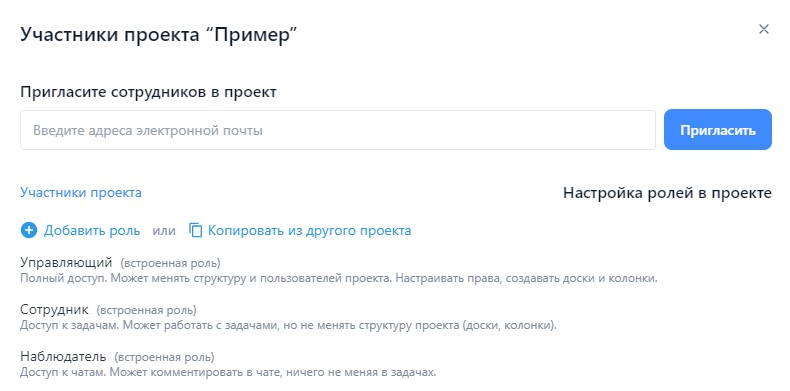 Участники проекта “Пример”
Пригласите сотрудников в проект
Введите адреса электронной почты
Пригласить
Участники проекта
Настройка ролей в проекте
Добавить роль или Копировать из другого проекта
Управляющий (встроенная роль)
Полный доступ. Может менять структуру и пользователей проекта. Настраивать права, создавать доски и колонки.
Сотрудник (встроенная роль)
Доступ к задачам. Может работать с задачами, но не менять структуру проекта (доски, колонки).
Наблюдатель (встроенная роль)
Доступ к чатам. Может комментировать в чате, ничего не меняя в задачах.